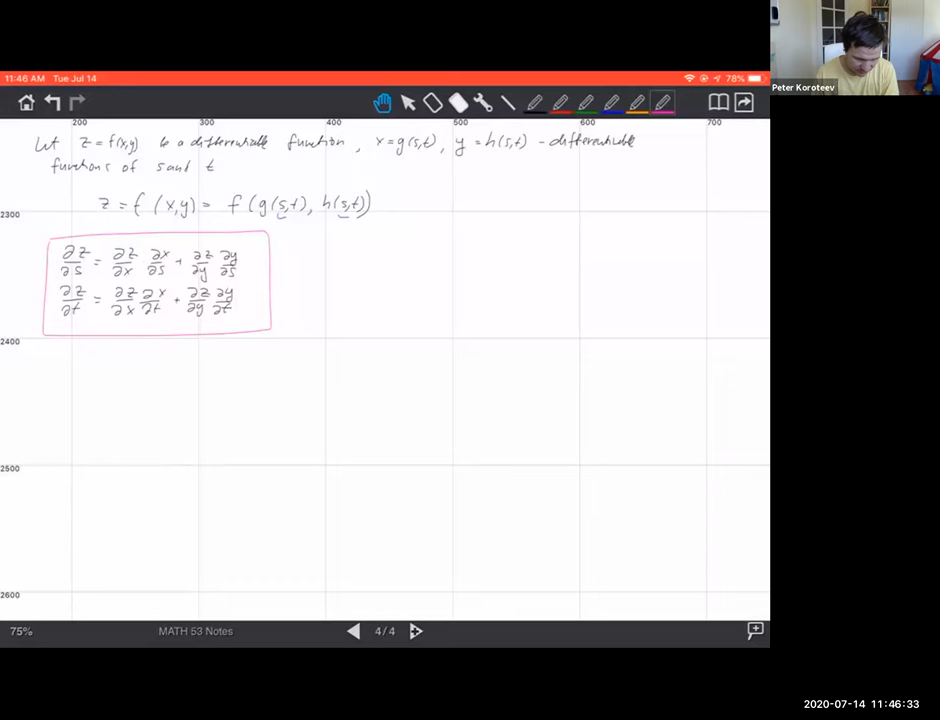 11:46 AM Tue Jul 14
78%
Peter Koroteev
200 300 400 500 600 700
Let z = f(x,y) be a differentiable function, x = g(s,t), y = h(s,t) - differentiable
functions of s and t
z = f(x,y) = f(g(s,t), h(s,t))
2300
∂z/∂s = ∂z/∂x ∂x/∂s + ∂z/∂y ∂y/∂s
∂z/∂t = ∂z/∂x ∂x/∂t + ∂z/∂y ∂y/∂t
2400
2500
2600
75% MATH 53 Notes 4/4
2020-07-14 11:46:33